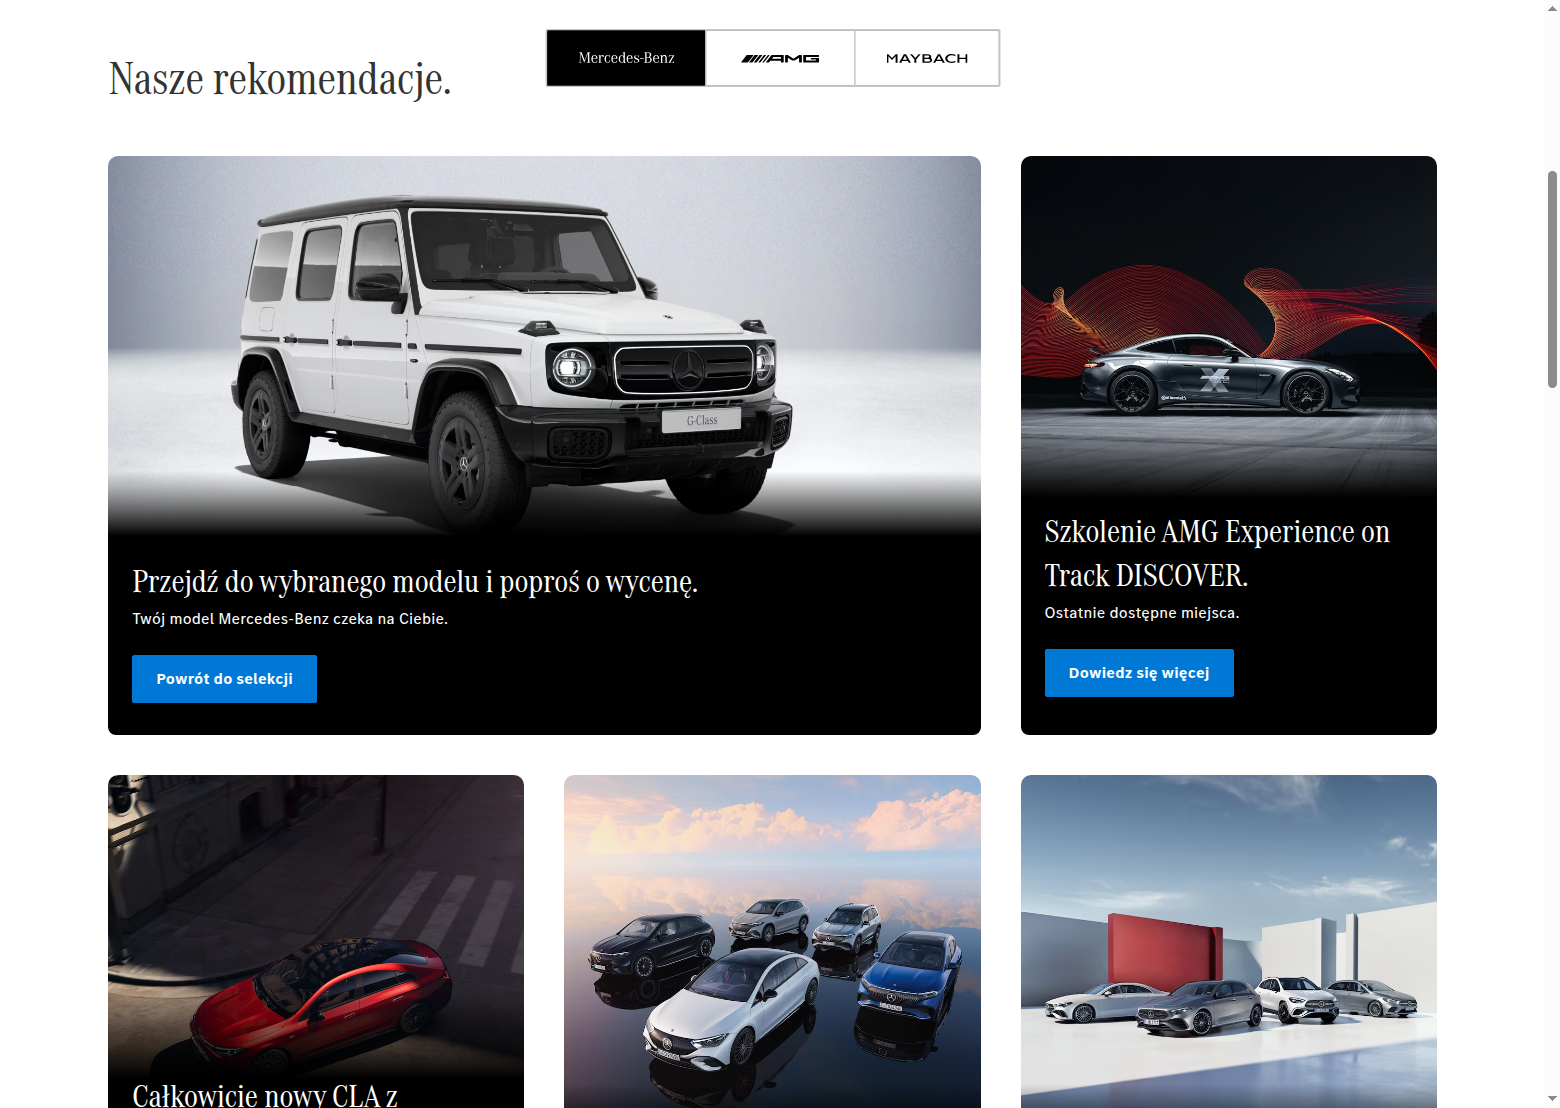 Nasze rekomendacje.
Mercedes-Benz
AMG
MAYBACH
G-Class
Przejdź do wybranego modelu i poproś o wycenę.
Twój model Mercedes-Benz czeka na Ciebie.
Powrót do selekcji
AMG
Szkolenie AMG Experience on
Track DISCOVER.
Ostatnie dostępne miejsca.
Dowiedz się więcej
Całkowicie nowy CLA z